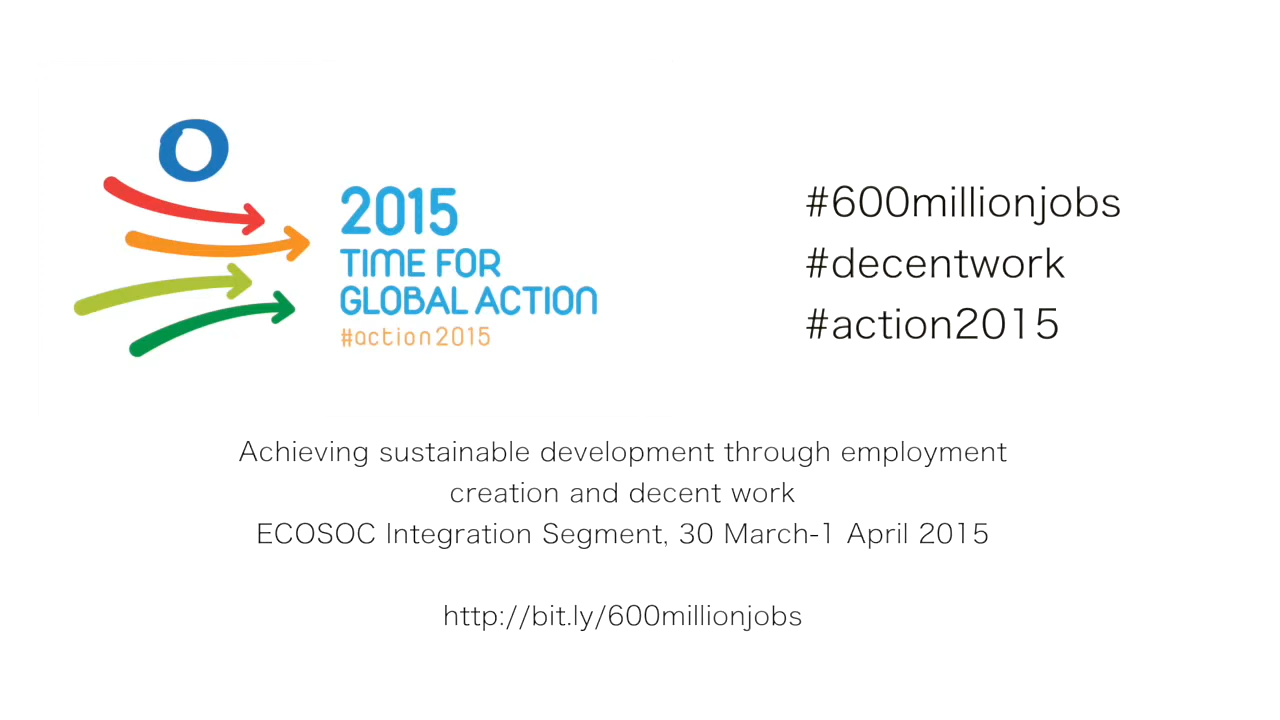 2015
TIME FOR
GLOBAL ACTION
#action2015
#600millionjobs
#decentwork
#action2015
Achieving sustainable development through employment
creation and decent work
ECOSOC Integration Segment, 30 March-1 April 2015
http://bit.ly/600millionjobs